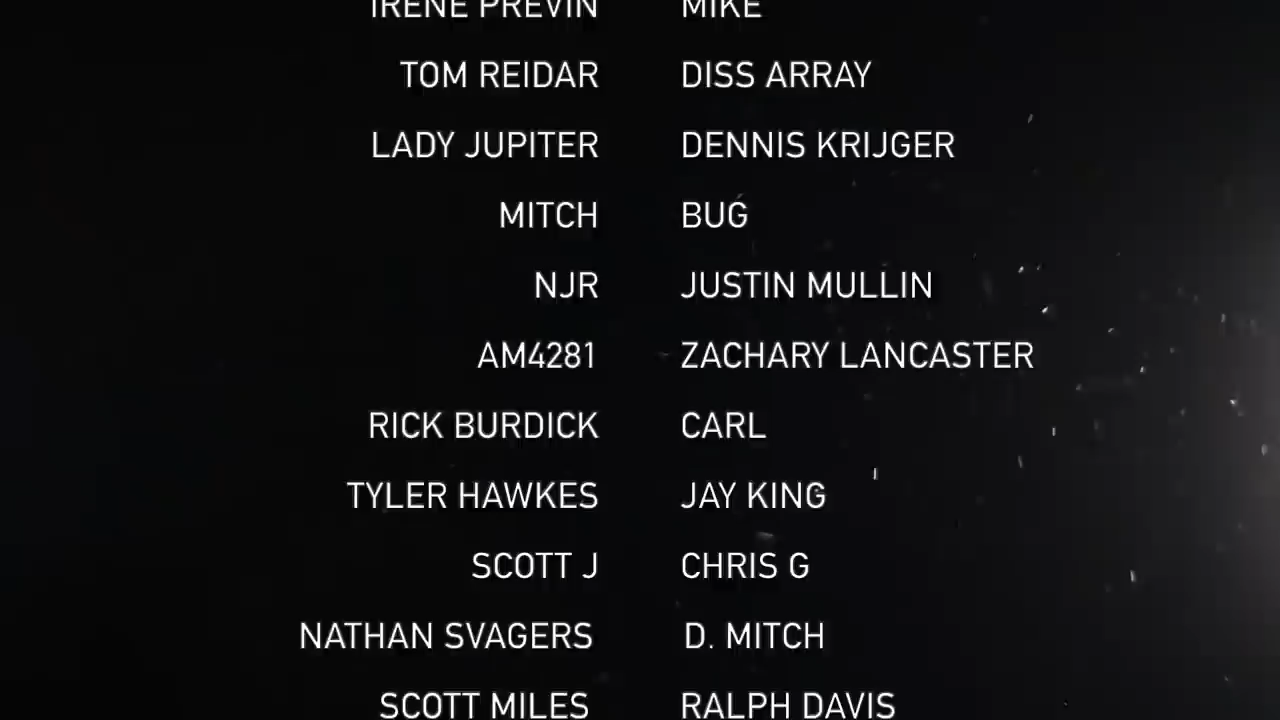 IRENE PREVIN MIKE
TOM REIDAR DISS ARRAY
LADY JUPITER DENNIS KRIJGER
MITCH BUG
NJR JUSTIN MULLIN
AM4281 ZACHARY LANCASTER
RICK BURDICK CARL
TYLER HAWKES JAY KING
SCOTT J CHRIS G
NATHAN SVAGERS D. MITCH
SCOTT MILES RALPH DAVIS